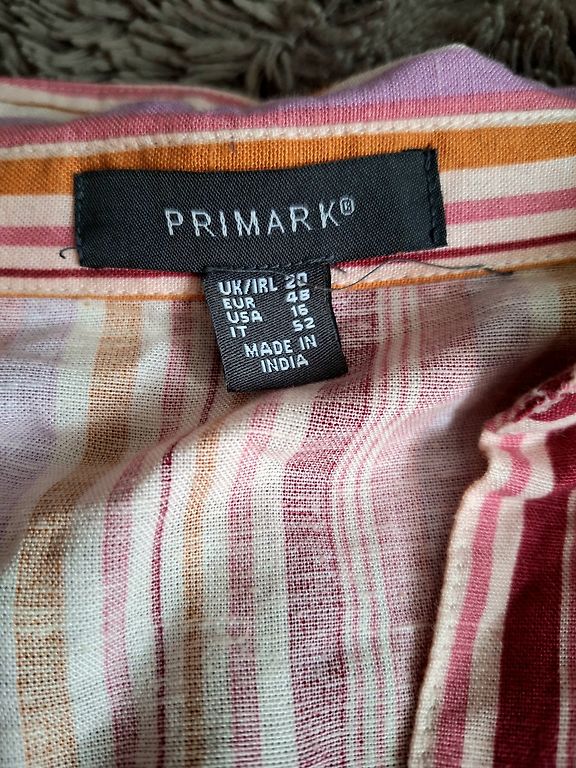 PRIMARK®
UK/IRL 20
EUR 48
USA 16
IT 52
MADE IN
INDIA